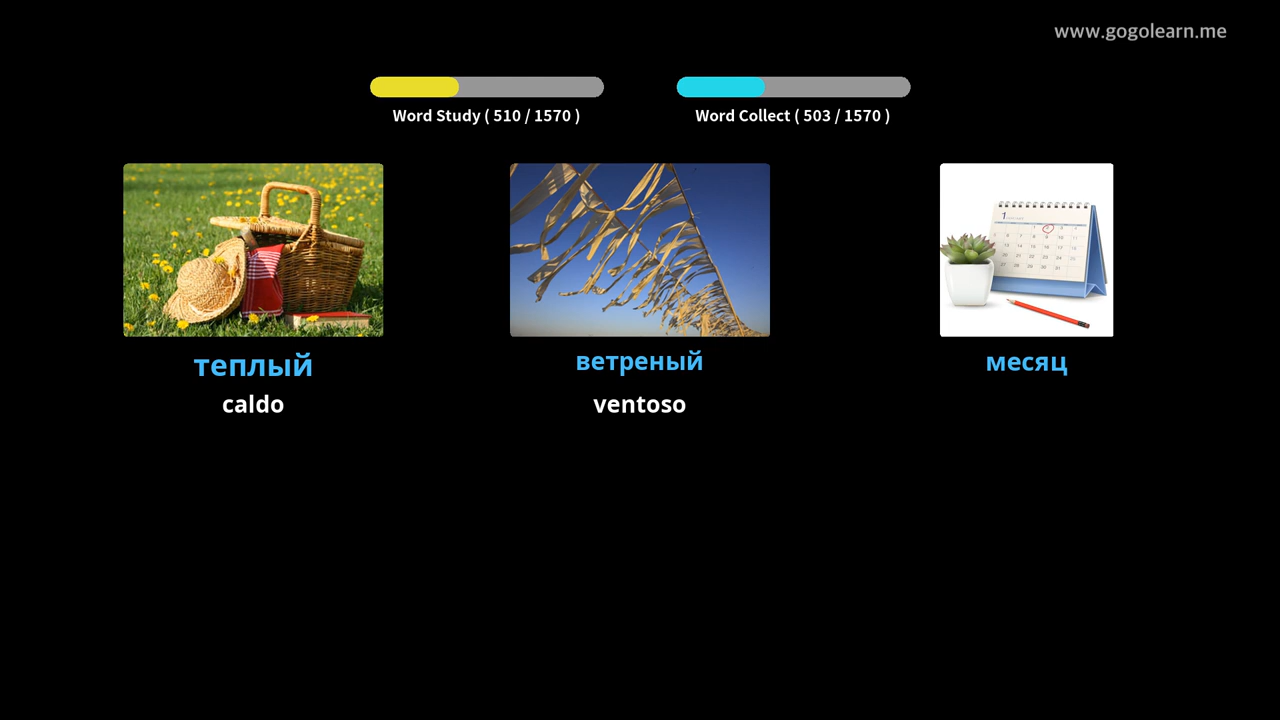 www.gogolearn.me
Word Study ( 510 / 1570 )
Word Collect ( 503 / 1570 )
теплый
ветреный
месяц
caldo
ventoso